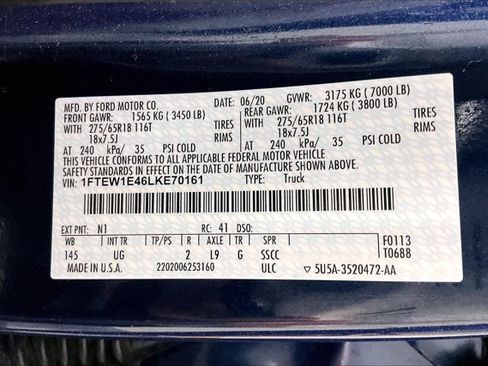 MFD. BY FORD MOTOR CO. 06/20 GVWR: 3175 KG ( 7000 LB)
FRONT GAWR: 1565 KG ( 3450 LB) REAR GAWR: 1724 KG ( 3800 LB)
WITH 275/65R18 116T TIRES WITH 275/65R18 116T TIRES
18x7.5J RIMS 18x7.5J RIMS
AT 240 kPa/ 35 PSI COLD AT 240 kPa/ 35 PSI COLD
THIS VEHICLE CONFORMS TO ALL APPLICABLE FEDERAL MOTOR VEHICLE
SAFETY STANDARDS IN EFFECT ON THE DATE OF MANUFACTURE SHOWN ABOVE.
VIN: 1FTEW1E46LKE70161 TYPE: Truck
EXT PNT: N1 RC: 41 DSO:
WB INT TR TP/PS R AXLE TR SPR F0113
145 UG 2 L9 G SSCC T0688
MADE IN U.S.A. 2202006253160 ULC ▽ 5U5A-3520472-AA